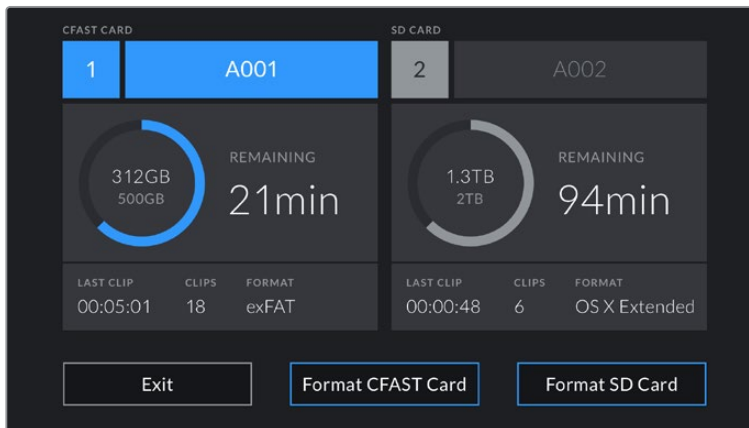 CFAST CARD
1 A001
312GB
500GB
REMAINING
21min
LAST CLIP CLIPS FORMAT
00:05:01 18 exFAT
SD CARD
2 A002
1.3TB
2TB
REMAINING
94min
LAST CLIP CLIPS FORMAT
00:00:48 6 OS X Extended
Exit Format CFAST Card Format SD Card